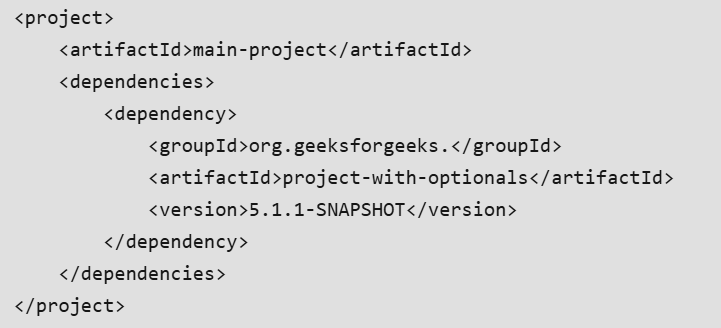 <project>
    <artifactId>main-project</artifactId>
    <dependencies>
        <dependency>
            <groupId>org.geeksforgeeks.</groupId>
            <artifactId>project-with-optionals</artifactId>
            <version>5.1.1-SNAPSHOT</version>
        </dependency>
    </dependencies>
</project>